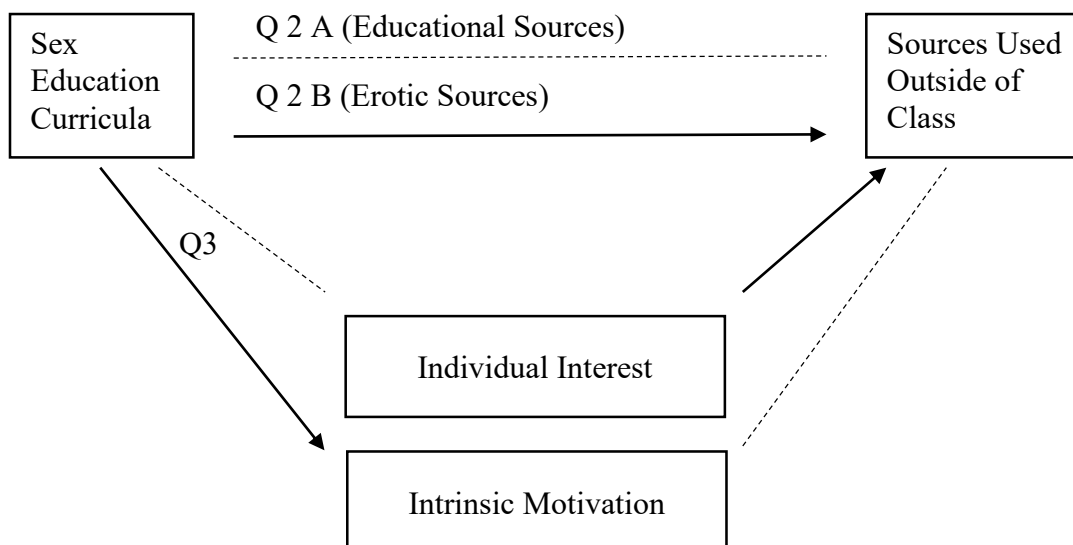 Sex
Education
Curricula
Q 2 A (Educational Sources)
Q 2 B (Erotic Sources)
Sources Used
Outside of
Class
Q3
Individual Interest
Intrinsic Motivation